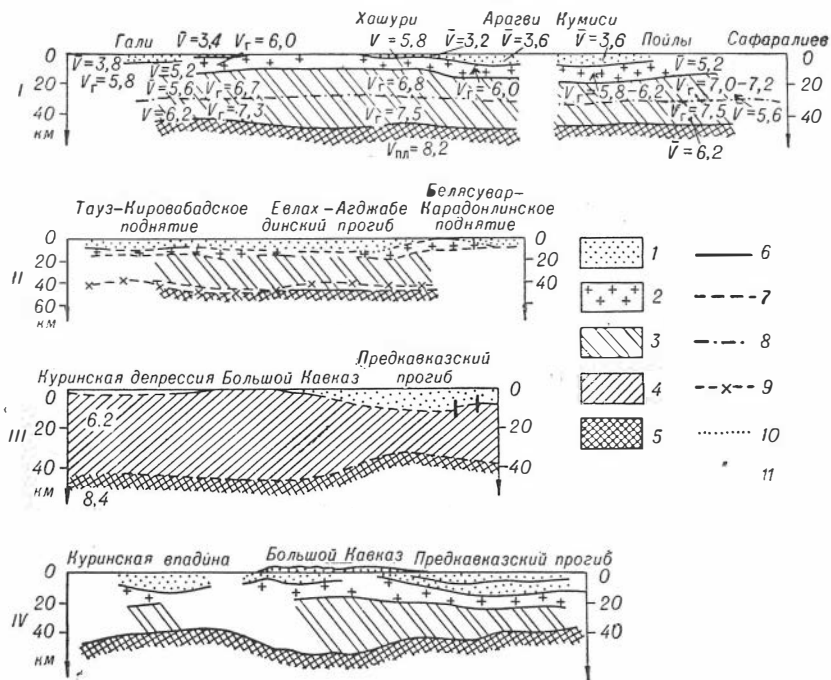 Хашури Арагви Кумиси
Гали V̄=3,4 Vг=6,0 V=5,8 V̄=3,2 V̄=3,6 V̄=3,6 Пойлы Сафаралиев
0 V̄=3,8 V̄=5,2 0
20 Vг=5,8 V̄=5,2 Vг=6,8 Vг=6,0 Vг=5,8-6,2 Vг=7,0-7,2 20
I V̄=5,6 Vг=6,7
40 V=6,2 Vг=7,3 Vг=7,5 Vг=7,5 V=5,6 40
км Vпл=8,2 V̄=6,2
Тауз-Кировабадское поднятие
Евлах-Агджабединский прогиб
Белясувар-Карадонлинское поднятие
0 0
20 20
II 40 40
60
км
1 6
2 7
3 8
4 9
5 10
11
Куринская депрессия Большой Кавказ Предкавказский прогиб
0 0
6.2
20 20
III
40 40
км 8,4
Куринская впадина Большой Кавказ Предкавказский прогиб
0 0
20 20
IV
40 40
км